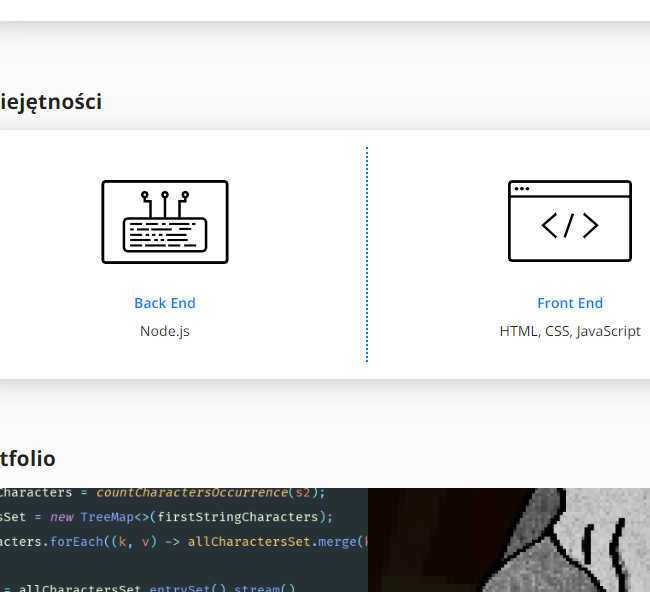 iejętności
Back End
Front End
Node.js
HTML, CSS, JavaScript
tfolio
Characters = countCharactersOccurrence(s2);
sSet = new TreeMap<>(firstStringCharacters);
acters.forEach((k, v) -> allCharactersSet.merge(k
= allCharactersSet.entrySet().stream()